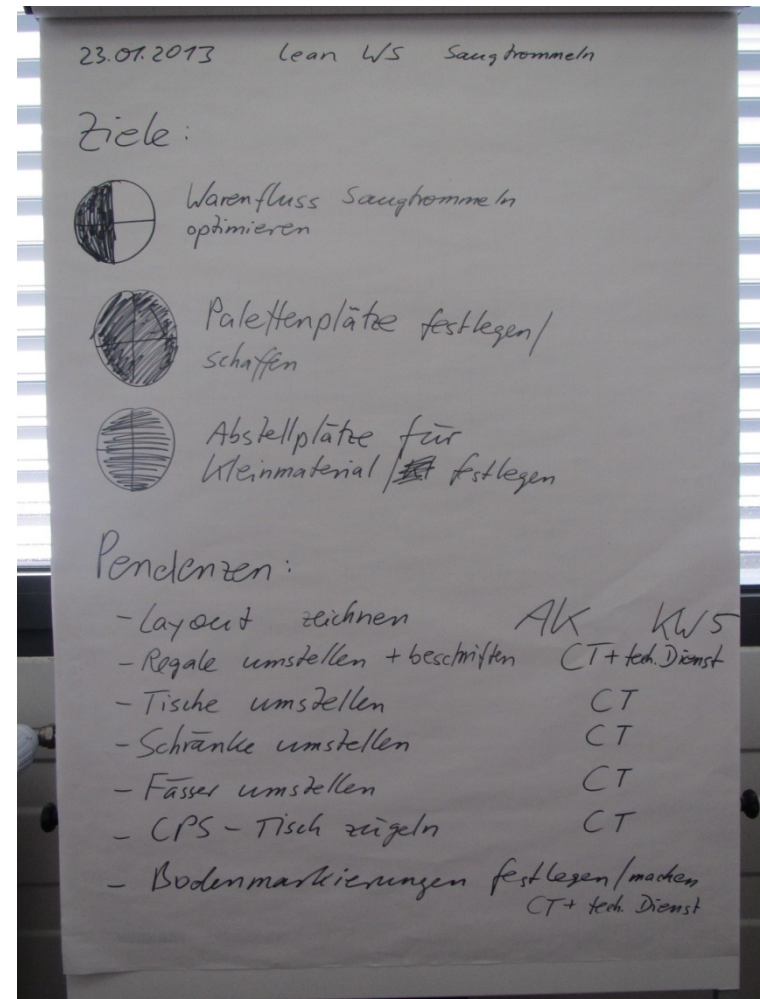 23.01.2013 Lean WS Saugtrommeln
Ziele:
Warenfluss Saugtrommeln
optimieren
Palettenplätze festlegen/
schaffen
Abstellplätze für
Kleinmaterial / festlegen
Pendenzen:
- Layout zeichnen AK KW5
- Regale umstellen + beschriften CT + tech. Dienst
- Tische umstellen CT
- Schränke umstellen CT
- Fässer umstellen CT
- CPS - Tisch zügeln CT
- Bodenmarkierungen festlegen/machen
CT + tech. Dienst